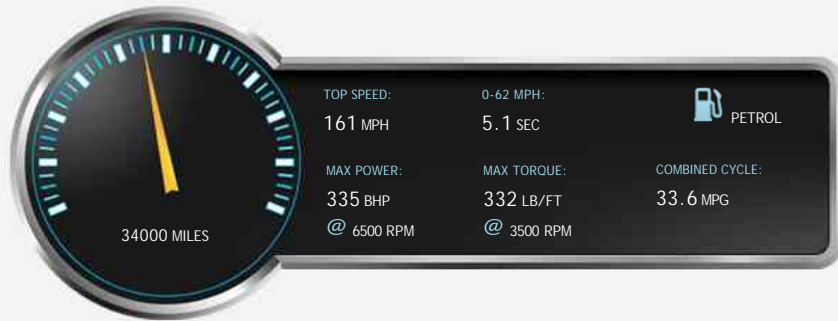 34000 MILES
TOP SPEED:
161 MPH
0-62 MPH:
5.1 SEC
PETROL
MAX POWER:
335 BHP
@ 6500 RPM
MAX TORQUE:
332 LB/FT
@ 3500 RPM
COMBINED CYCLE:
33.6 MPG